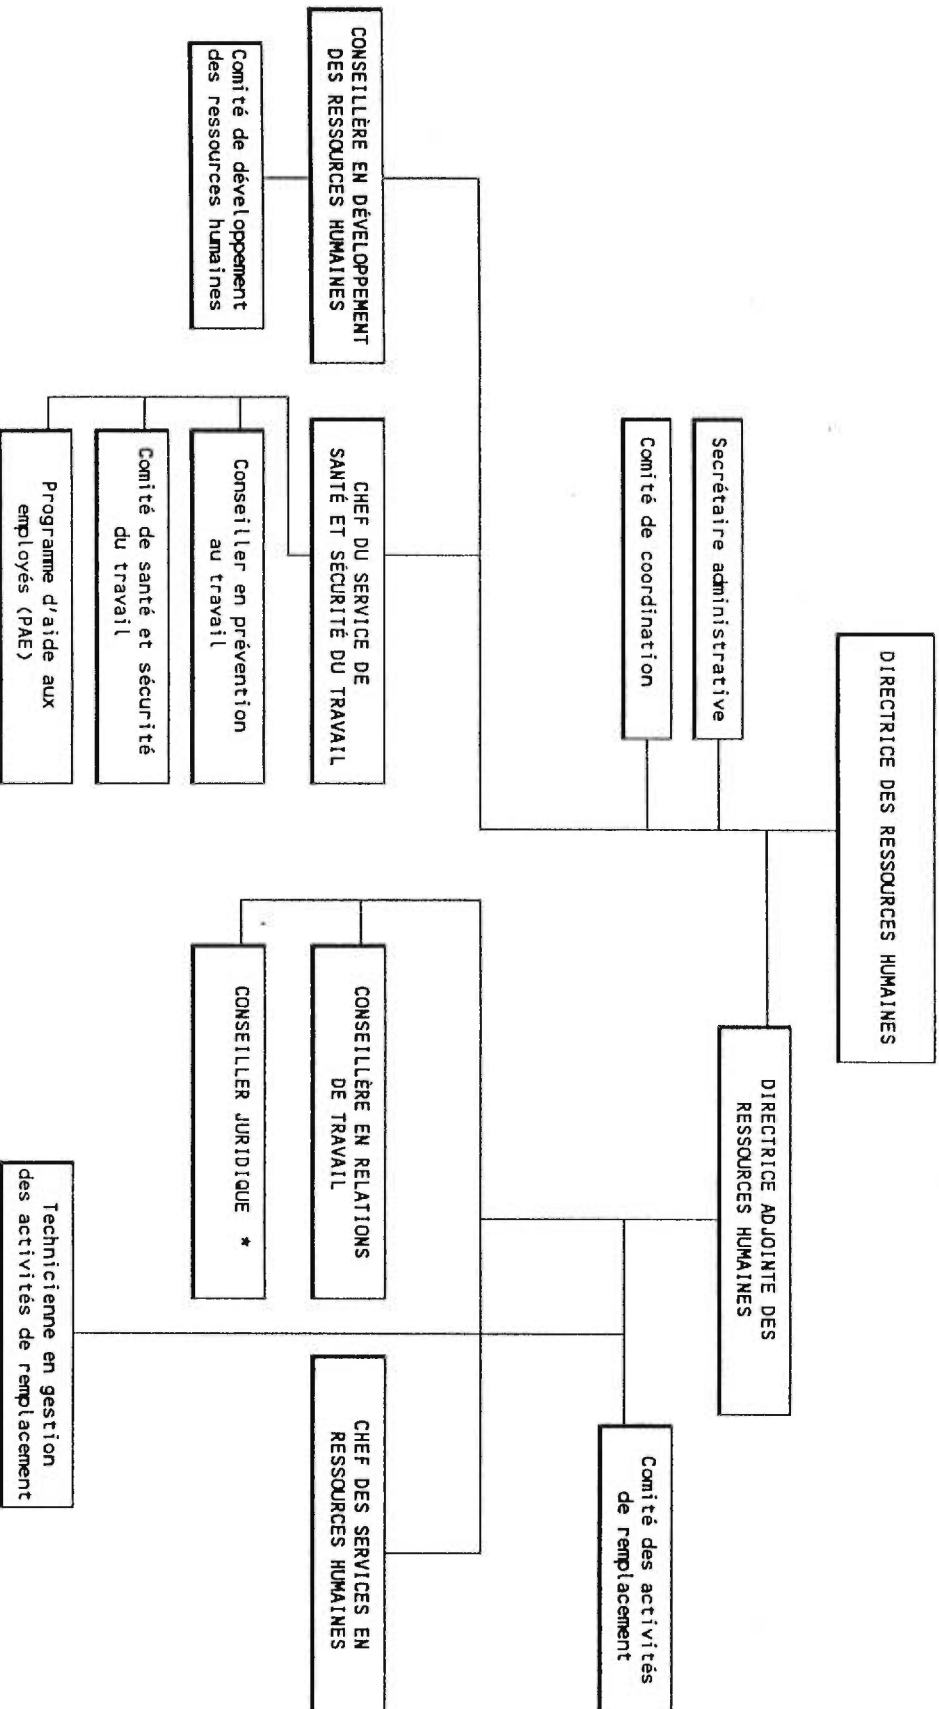 DIRECTRICE DES RESSOURCES HUMAINES
DIRECTRICE ADJOINTE DES
RESSOURCES HUMAINES
Secrétaire administrative
Comité de coordination
Comité des activités
de remplacement
CONSEILLÈRE EN DÉVELOPPEMENT
DES RESSOURCES HUMAINES
CHEF DU SERVICE DE
SANTÉ ET SÉCURITÉ DU TRAVAIL
CONSEILLÈRE EN RELATIONS
DE TRAVAIL
CHEF DES SERVICES EN
RESSOURCES HUMAINES
Comité de développement
des ressources humaines
Conseiller en prévention
au travail
CONSEILLER JURIDIQUE *
Comité de santé et sécurité
du travail
Programme d'aide aux
employés (PAE)
Technicienne en gestion
des activités de remplacement